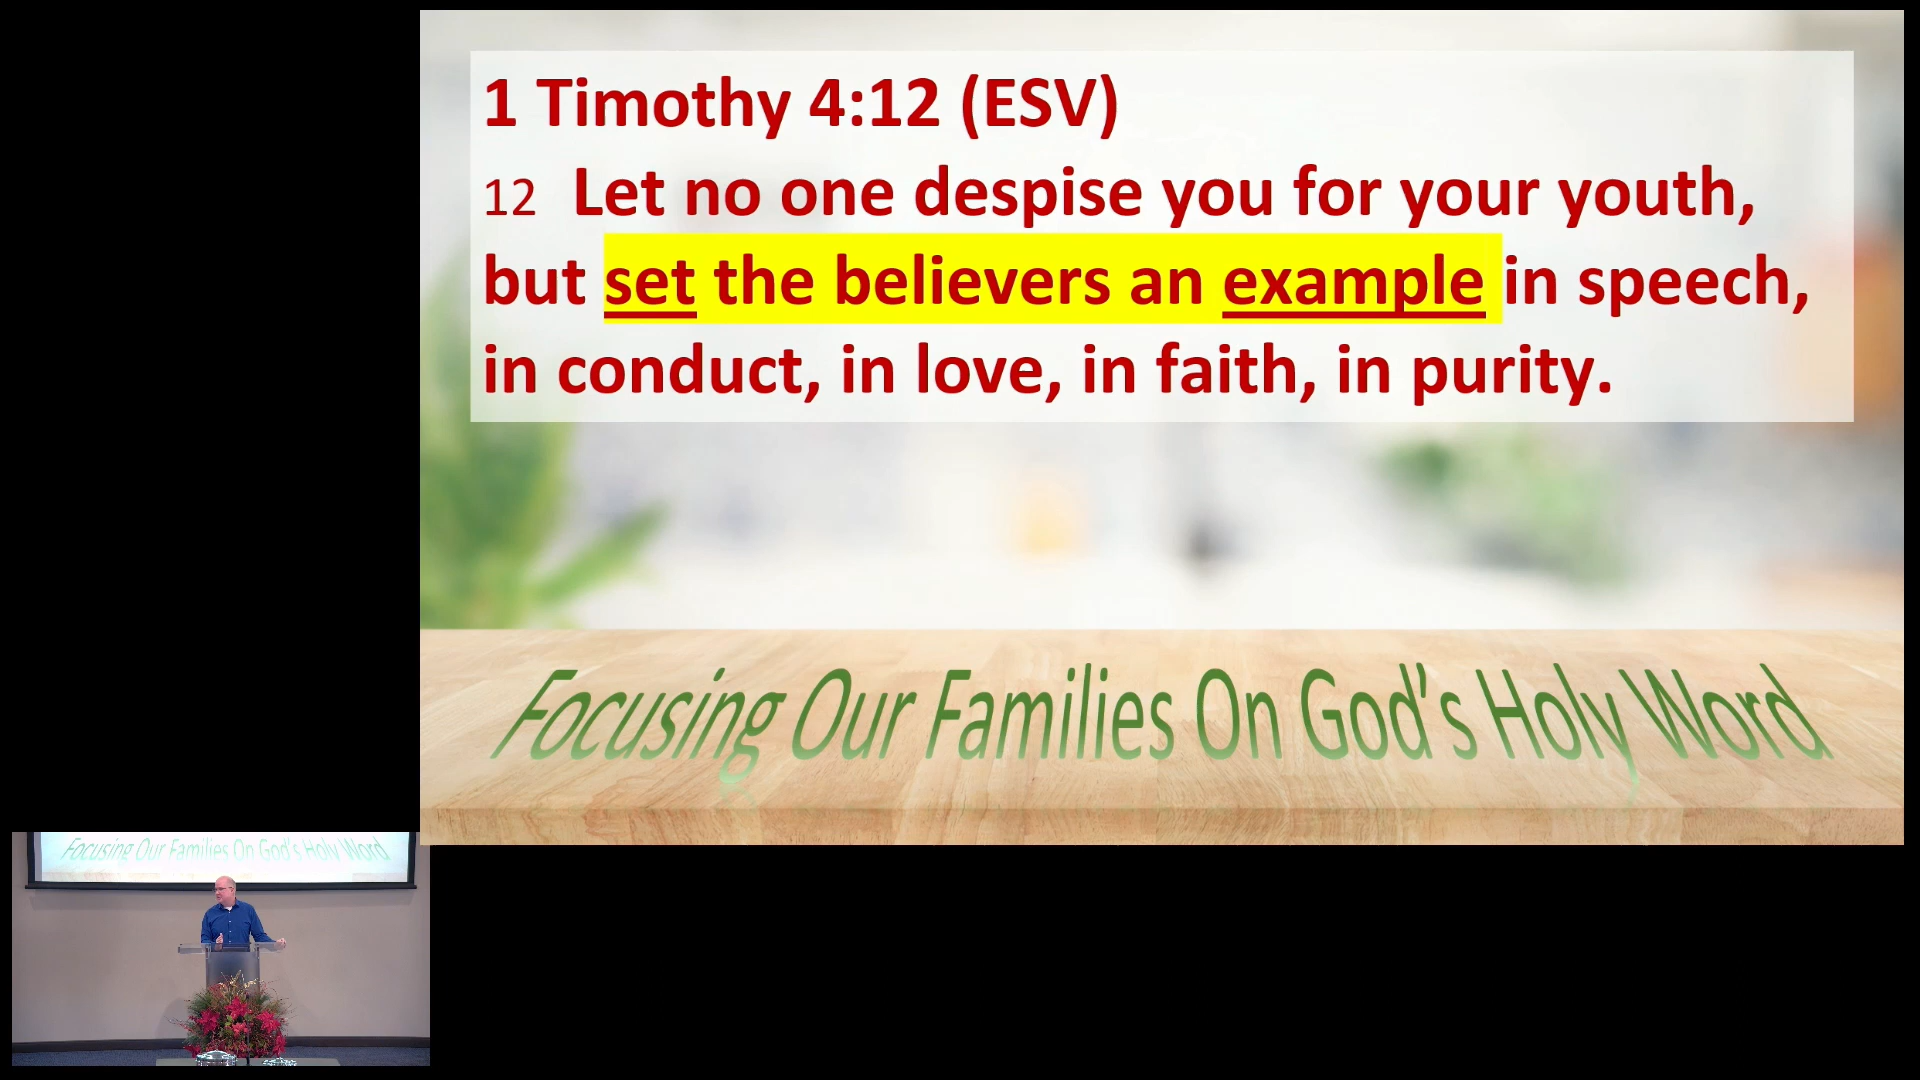 1 Timothy 4:12 (ESV)
12 Let no one despise you for your youth,
but set the believers an example in speech,
in conduct, in love, in faith, in purity.
Focusing Our Families On God's Holy Word
Focusing Our Families On God's Holy Word